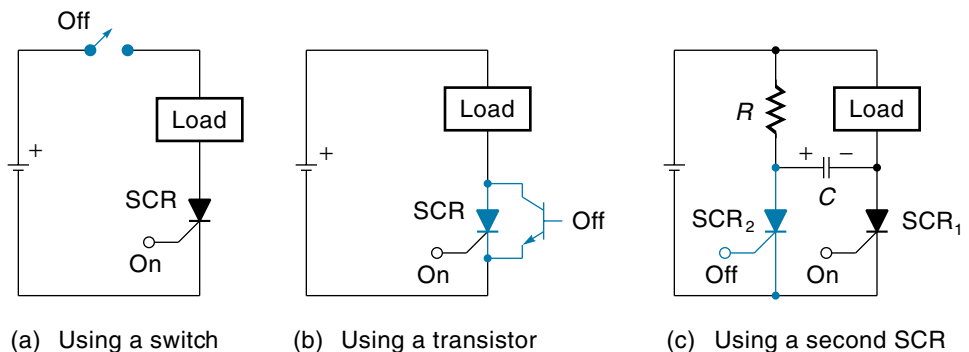 Off
Load
+
SCR
On
(a) Using a switch
Load
+
SCR
Off
On
(b) Using a transistor
R
Load
+ −
C
+
SCR2
SCR1
Off
On
(c) Using a second SCR